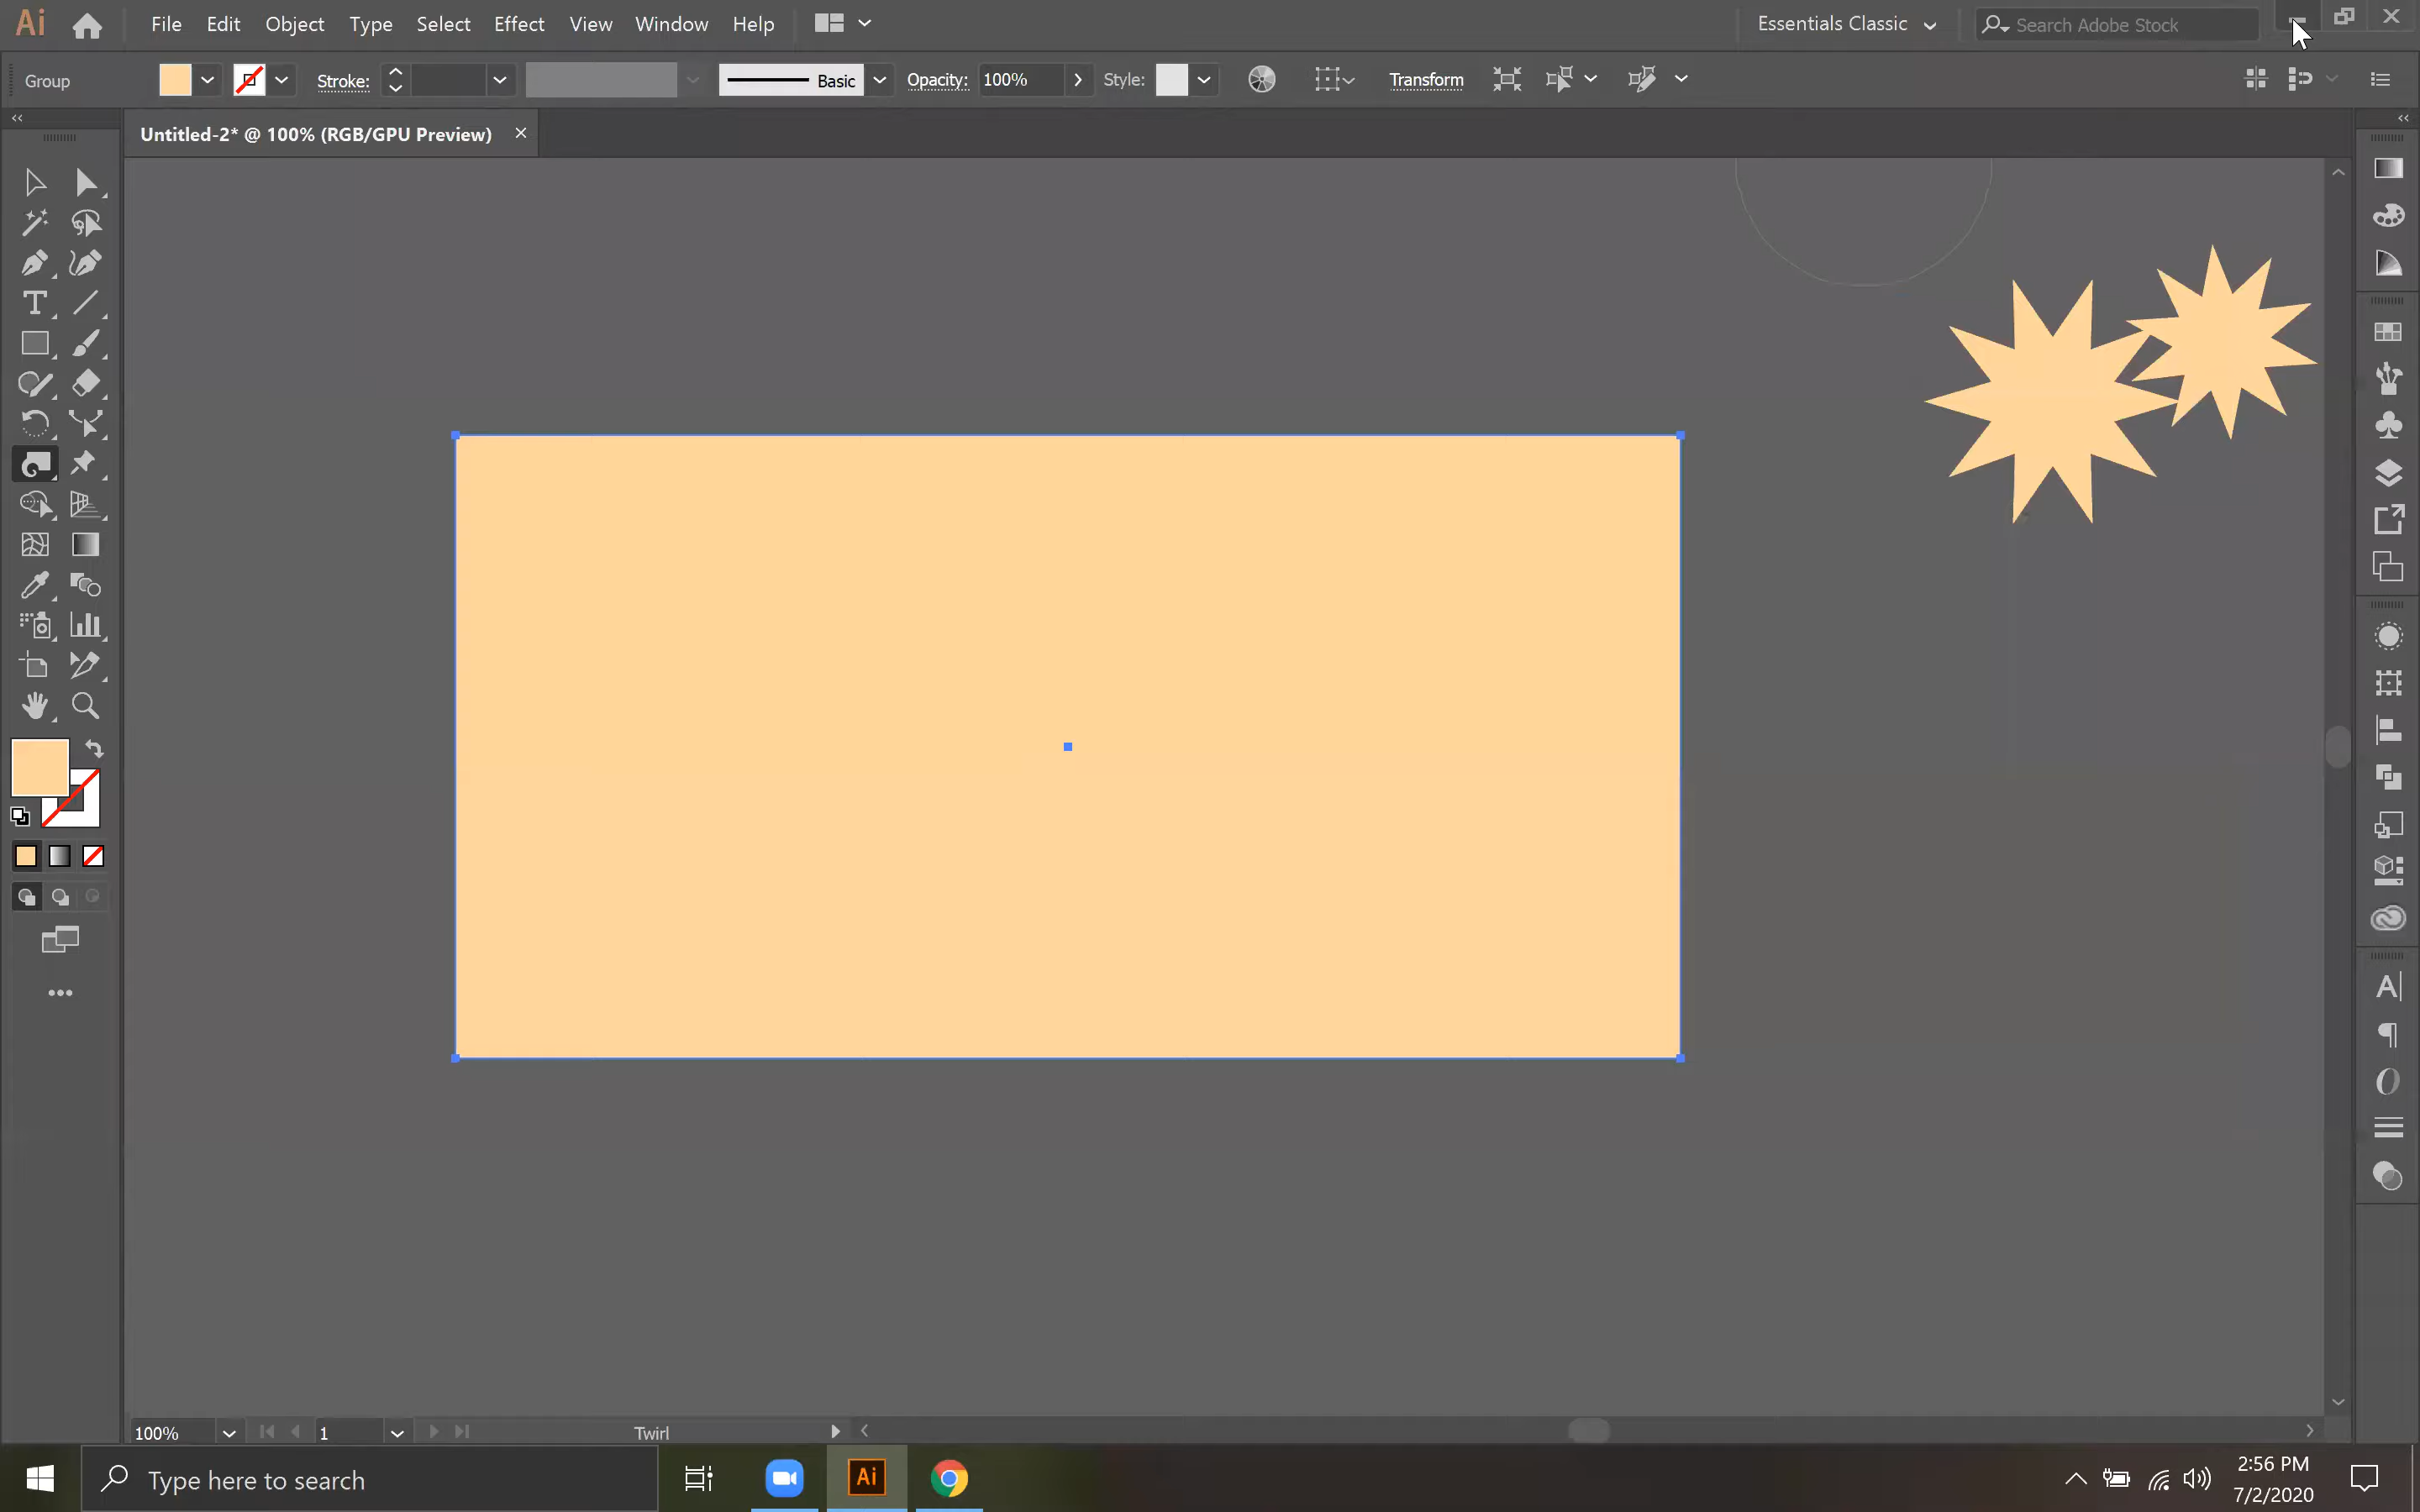 Ai File Edit Object Type Select Effect View Window Help Essentials Classic Search Adobe Stock
Group Stroke: Basic Opacity: 100% Style: Transform
Untitled-2* @ 100% (RGB/GPU Preview)
100% 1 Twirl
Type here to search Ai 2:56 PM
7/2/2020